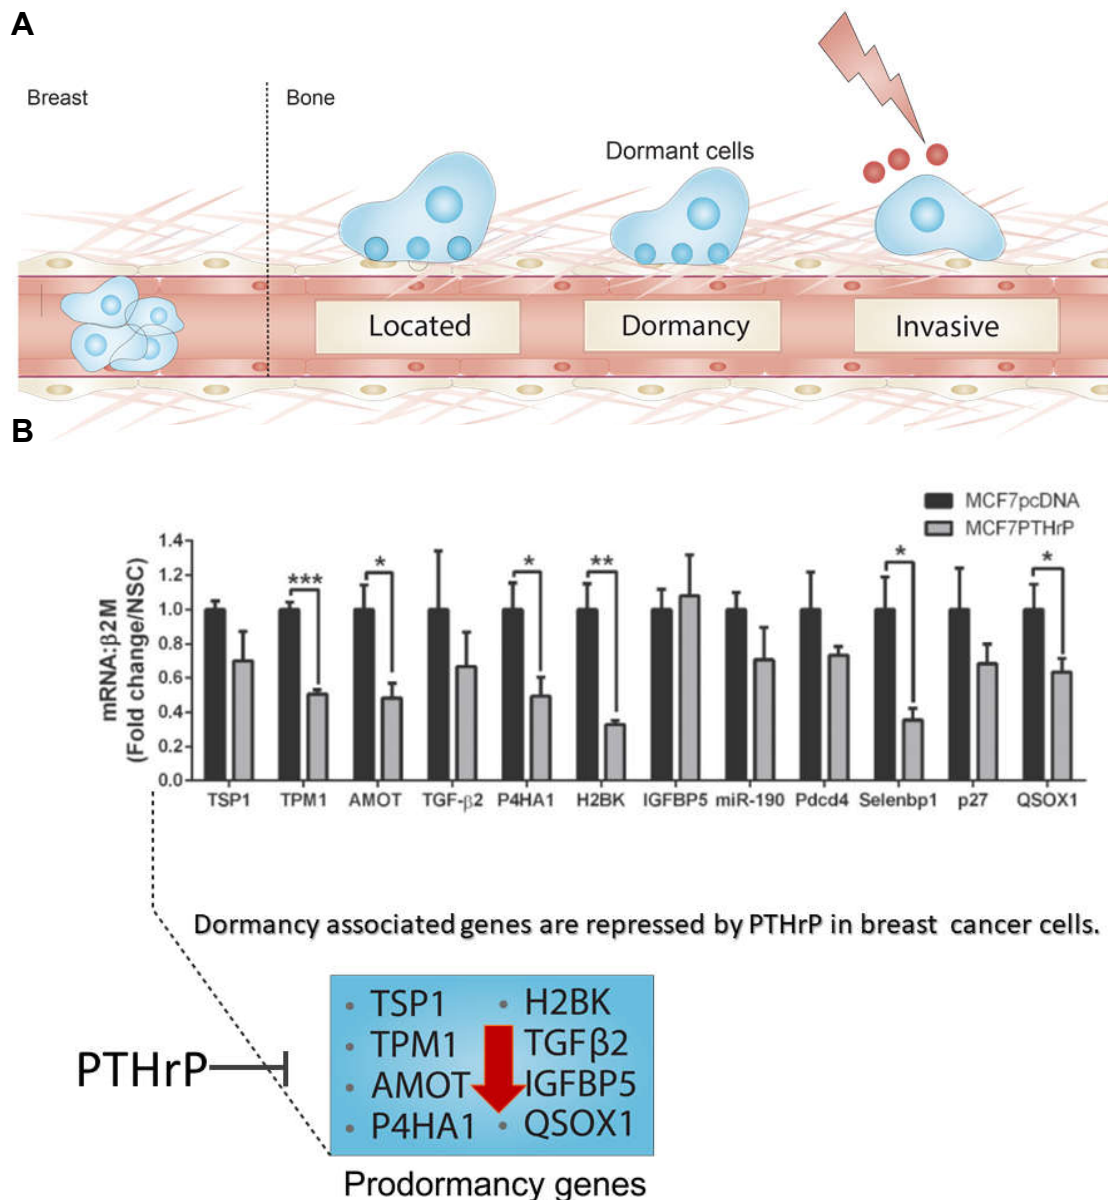 A
Breast
Bone
Dormant cells
Located
Dormancy
Invasive
B
MCF7pcDNA
MCF7PTHrP
mRNA:β2M
(Fold change/NSC)
1.4
1.2
1.0
0.8
0.6
0.4
0.2
0.0
***
*
*
**
*
*
TSP1 TPM1 AMOT TGF-β2 P4HA1 H2BK IGFBP5 miR-190 Pdcd4 Selenbp1 p27 QSOX1
Dormancy associated genes are repressed by PTHrP in breast cancer cells.
PTHrP
• TSP1 • H2BK
• TPM1 TGFβ2
• AMOT IGFBP5
• P4HA1 • QSOX1
Prodormancy genes